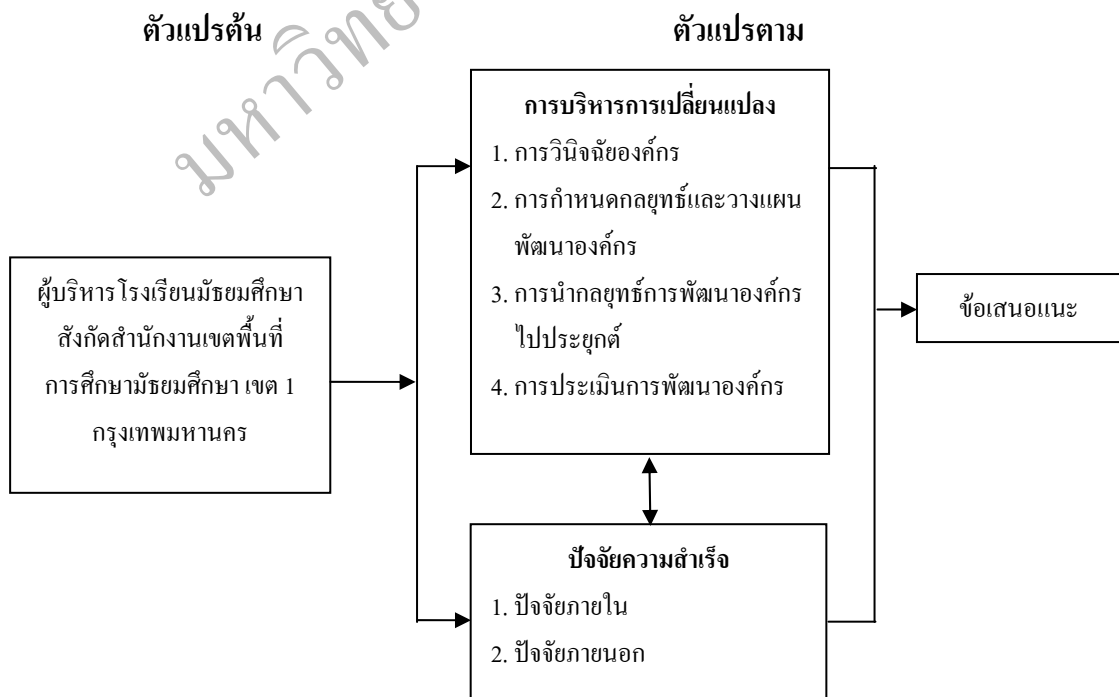 ตัวแปรต้น
ตัวแปรตาม
มหาวิทย
การบริหารการเปลี่ยนแปลง
1. การวินิจฉัยองค์กร
2. การกำหนดกลยุทธ์และวางแผน
พัฒนาองค์กร
3. การนำกลยุทธ์การพัฒนาองค์กร
ไปประยุกต์
4. การประเมินการพัฒนาองค์กร
ผู้บริหารโรงเรียนมัธยมศึกษา
สังกัดสำนักงานเขตพื้นที่
การศึกษามัธยมศึกษา เขต 1
กรุงเทพมหานคร
ข้อเสนอแนะ
ปัจจัยความสำเร็จ
1. ปัจจัยภายใน
2. ปัจจัยภายนอก